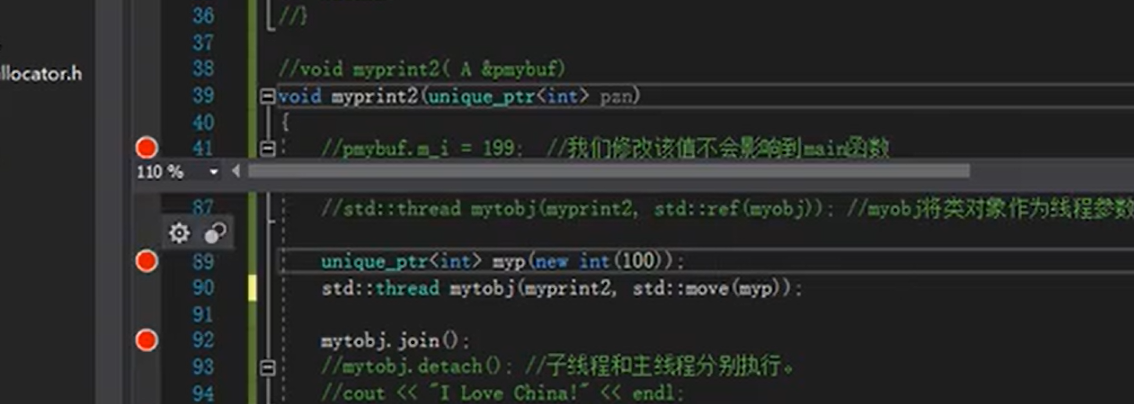 36 //}
37
llocator.h
38 //void myprint2( A &pmybuf)
39 void myprint2(unique_ptr<int> pzn)
40 {
41 //pmybuf.m_i = 199; //我们修改该值不会影响到main函数
110 %
87 //std::thread mytobj(myprint2, std::ref(myobj)); //myobj将类对象作为线程参数
89 unique_ptr<int> myp(new int(100));
90 std::thread mytobj(myprint2, std::move(myp));
91
92 mytobj.join();
93 //mytobj.detach(); //子线程和主线程分别执行。
94 //cout << "I Love China!" << endl;